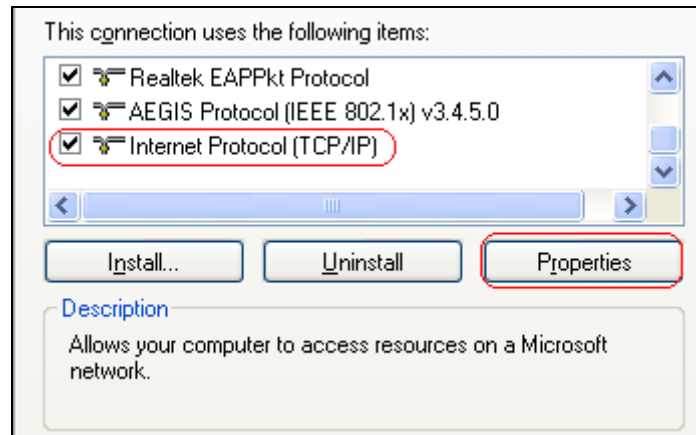 This connection uses the following items:
Realtek EAPPkt Protocol
AEGIS Protocol (IEEE 802.1x) v3.4.5.0
Internet Protocol (TCP/IP)
Install...
Uninstall
Properties
Description
Allows your computer to access resources on a Microsoft
network.